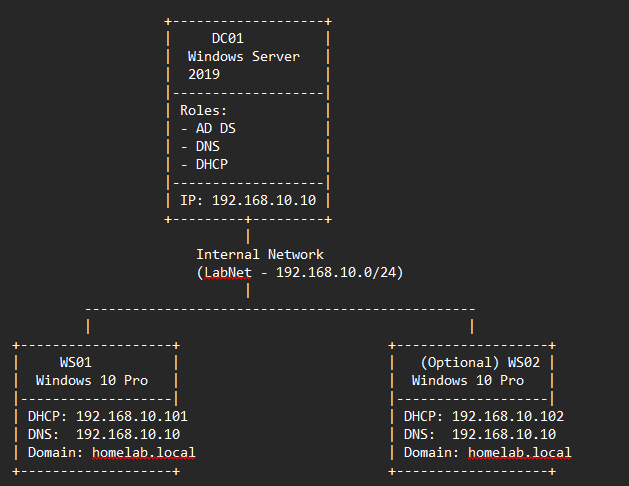 DC01
Windows Server
2019
Roles:
- AD DS
- DNS
- DHCP
IP: 192.168.10.10
Internal Network
(LabNet - 192.168.10.0/24)
WS01
Windows 10 Pro
DHCP: 192.168.10.101
DNS:  192.168.10.10
Domain: homelab.local
(Optional) WS02
Windows 10 Pro
DHCP: 192.168.10.102
DNS:  192.168.10.10
Domain: homelab.local